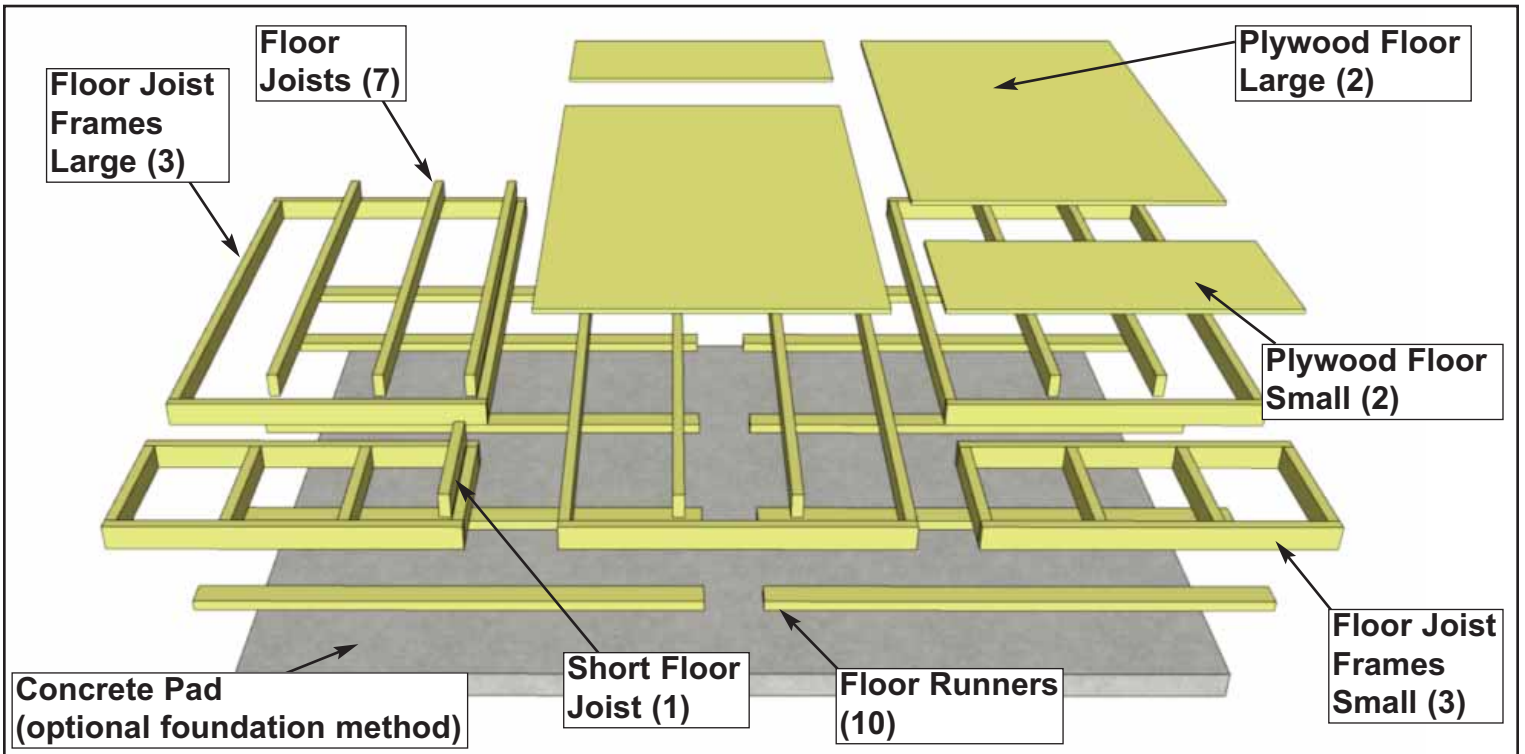 Floor
Joists (7)
Floor Joist
Frames
Large (3)
Plywood Floor
Large (2)
Plywood Floor
Small (2)
Floor Joist
Frames
Small (3)
Floor Runners
(10)
Short Floor
Joist (1)
Concrete Pad
(optional foundation method)